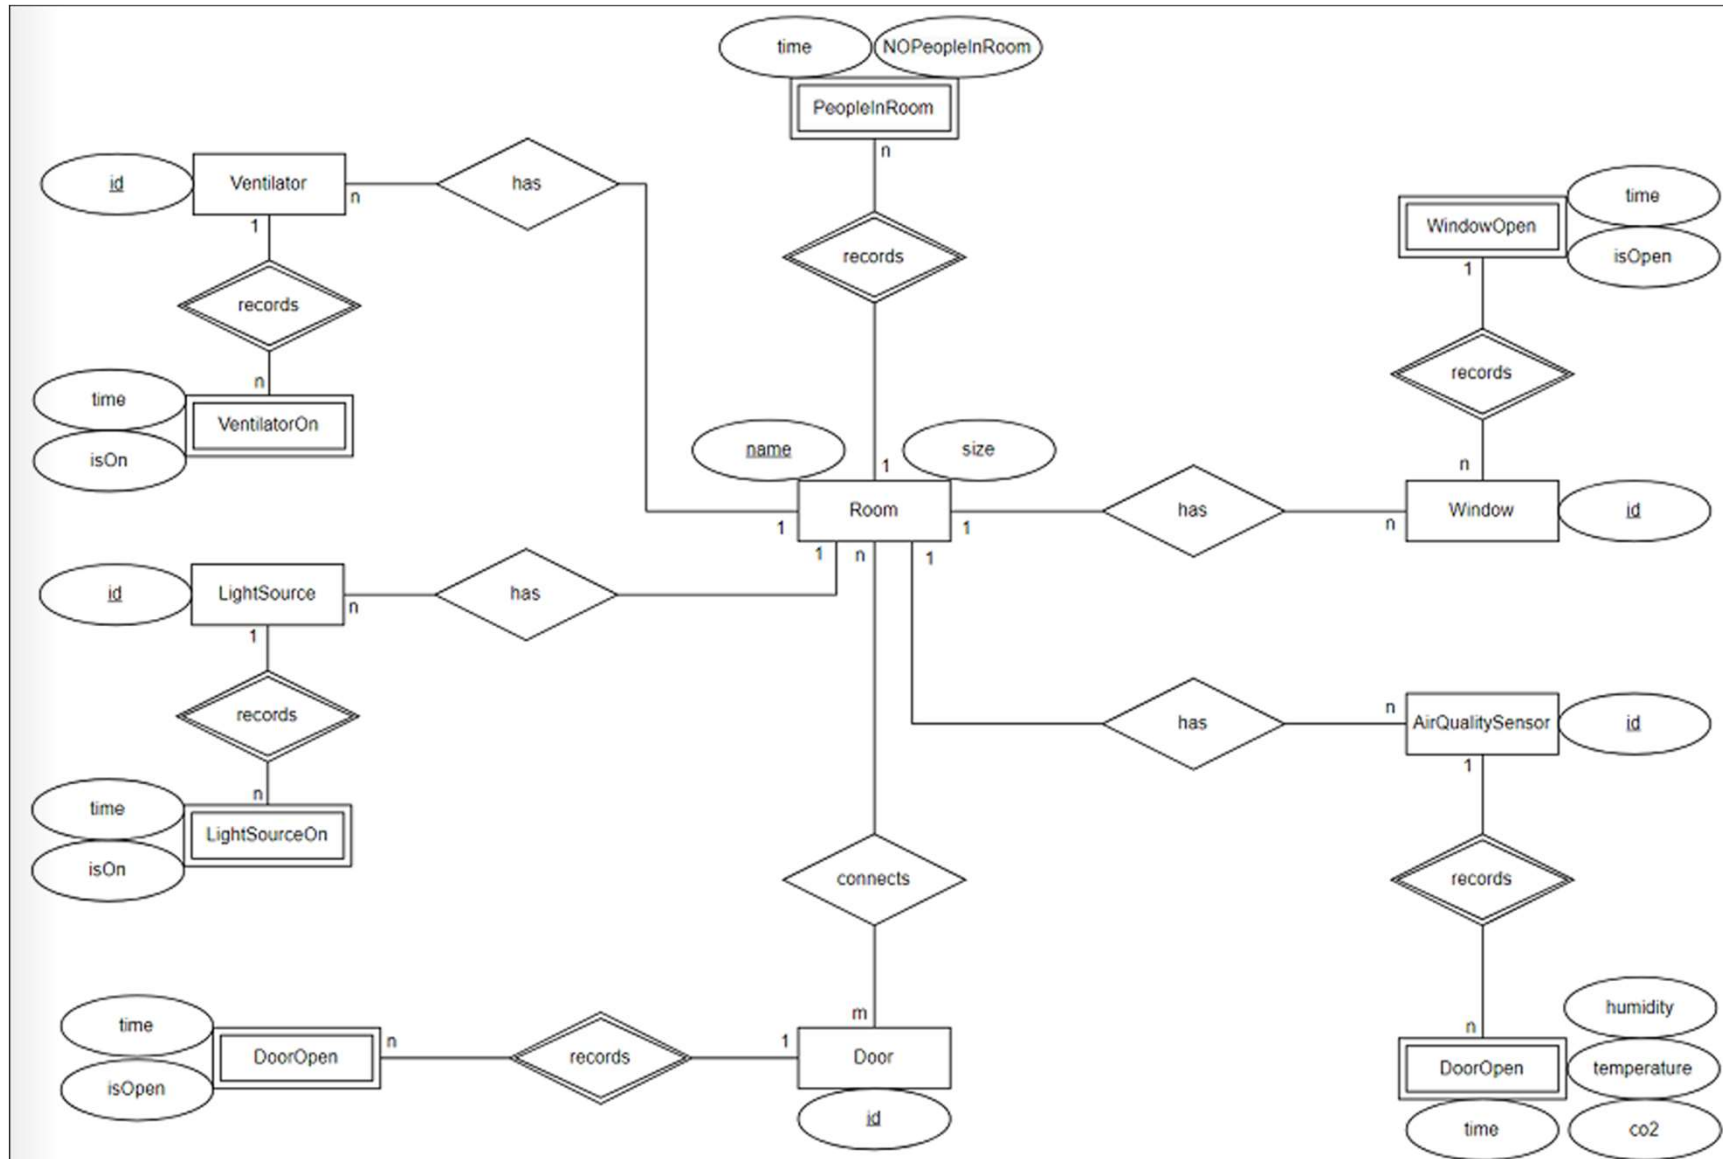 time
NOPeopleInRoom
PeopleInRoom
n
id
Ventilator
n
has
1
records
time
WindowOpen
isOpen
1
records
n
time
VentilatorOn
isOn
records
n
name
size
1
Room
1
1
1
n
1
has
n
Window
id
id
LightSource
n
has
1
records
n
time
LightSourceOn
isOn
has
n
AirQualitySensor
id
1
records
n
connects
m
time
DoorOpen
isOpen
n
records
1
Door
id
humidity
DoorOpen
temperature
time
co2